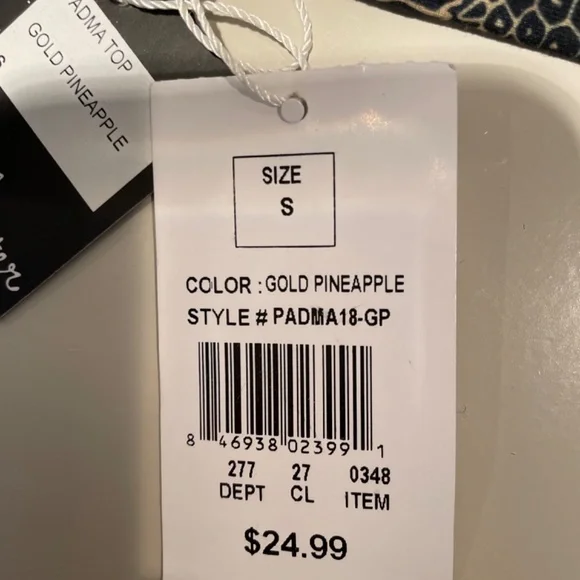 PADMA TOP
GOLD PINEAPPLE
S
SIZE
S
COLOR : GOLD PINEAPPLE
STYLE # PADMA18-GP
8 46938 02399 1
277 27 0348
DEPT CL ITEM
$24.99